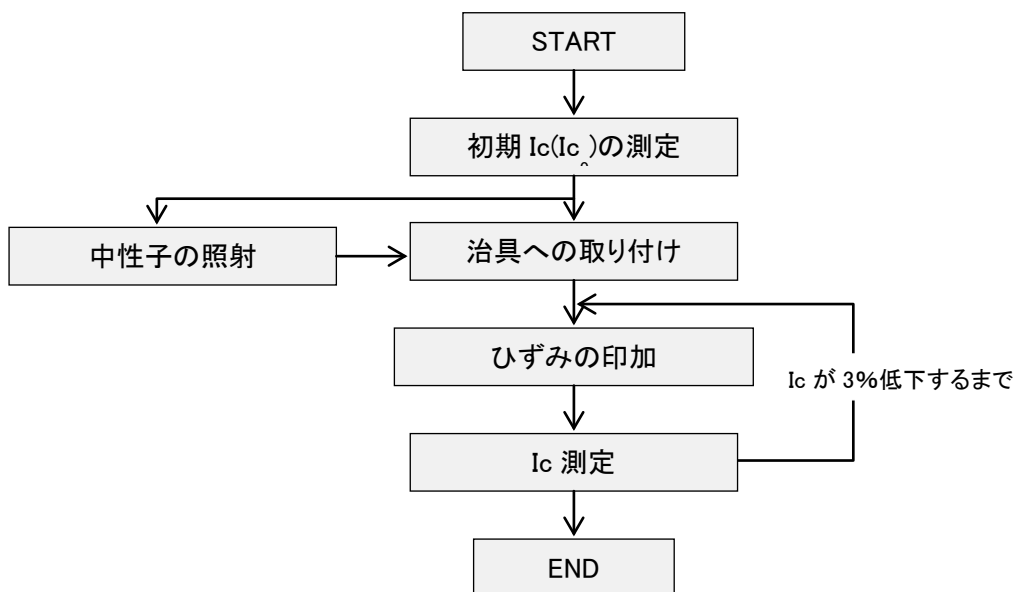 START
初期 Ic(Ic₀)の測定
中性子の照射
治具への取り付け
ひずみの印加
Ic が 3%低下するまで
Ic 測定
END